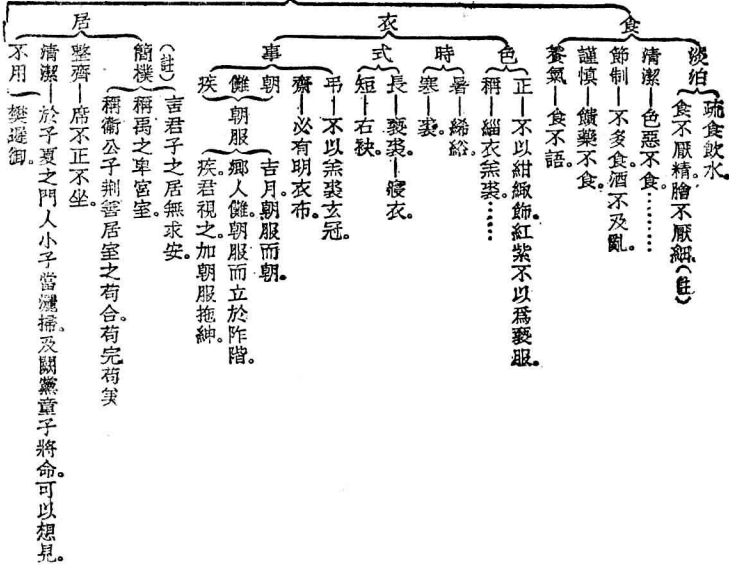 食
淡泊
疏食飲水。
食不厭精膾不厭細(註)
清潔—色惡不食。………
節制—不多食酒不及亂。
謹慎—饋藥不食。
養氣—食不語。
衣
色
正—不以紺緅飾紅紫不以爲褻服。
稱—緇衣羔裘。……
時
暑—絺綌。
寒—裘。
式
長—褻裘—寢衣。
短—右袂。
事
弔—不以羔裘玄冠。
齋—必有明衣布。
朝
儺
疾
朝服
吉月朝服而朝。
鄉人儺朝服而立於阼階。
疾君視之。加朝服拖紳。
居
(註)
簡樸
言君子之居無求安。
稱禹之卑宮室。
稱衛公子荆善居室之苟合苟完苟美
整齊—席不正不坐。
清潔—於子夏之門人小子當灑掃。及闕黨童子將命。可以想見。
不用
樊遲御。